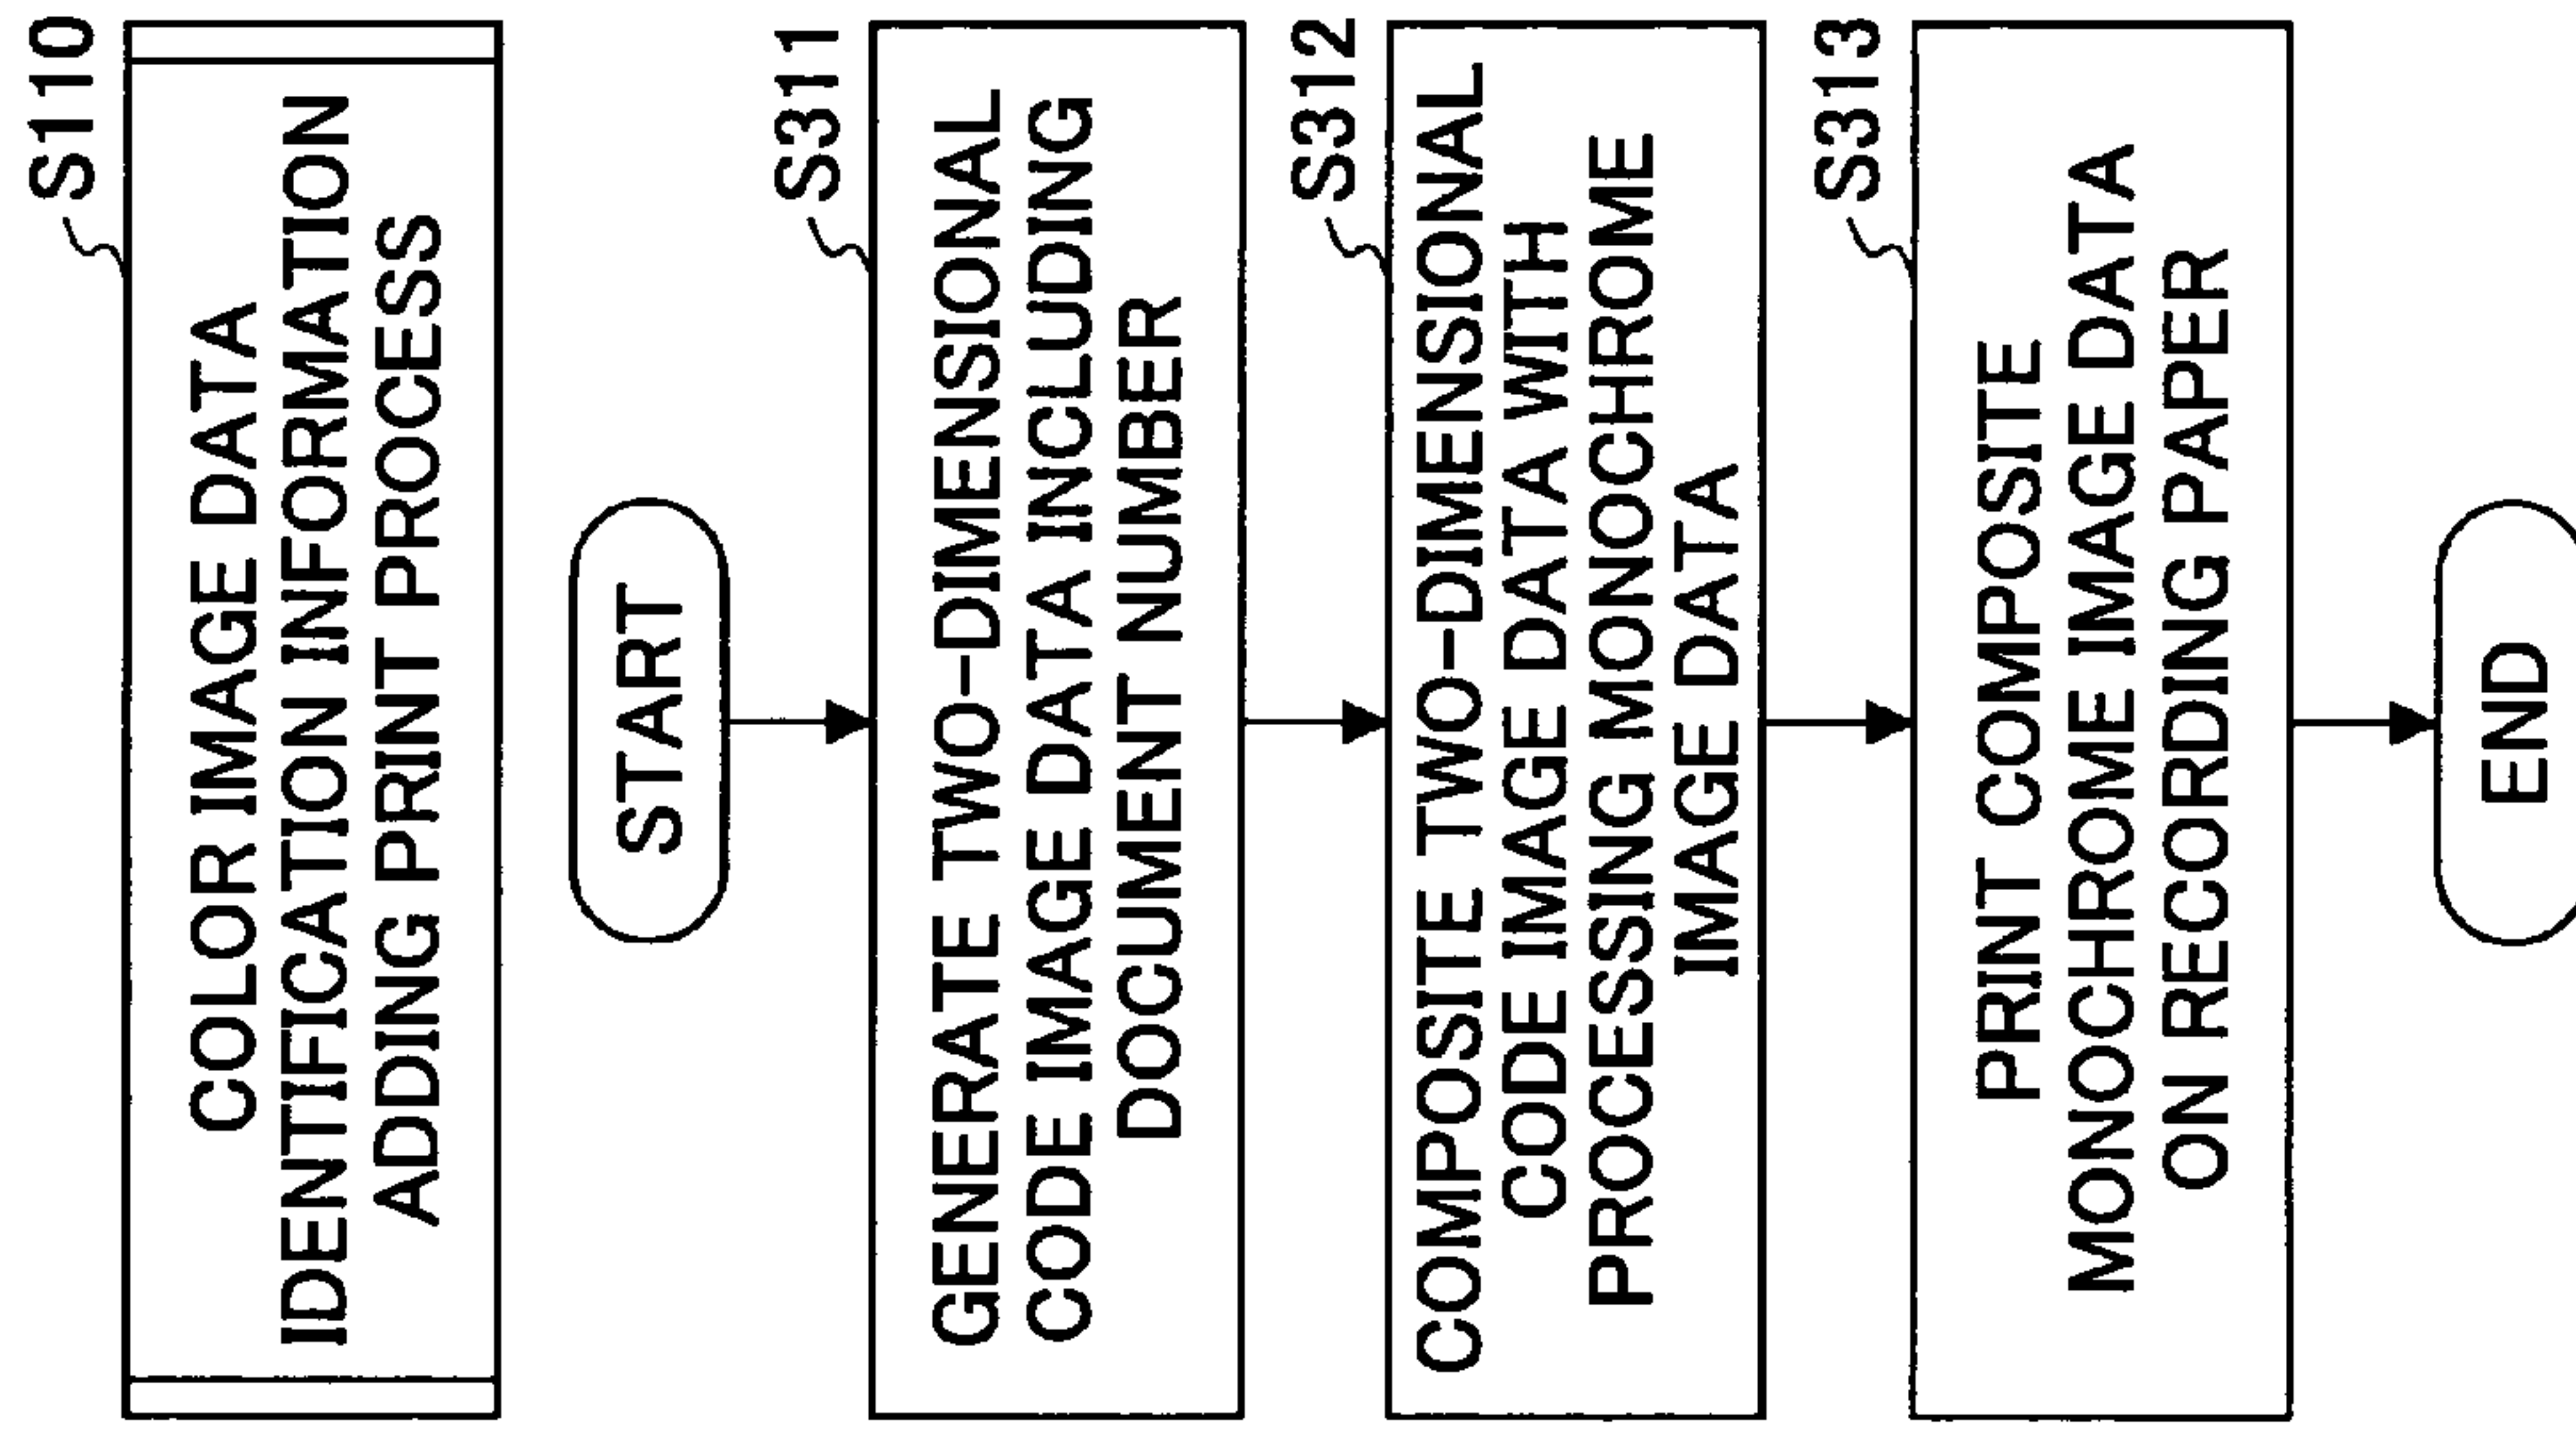 S110
COLOR IMAGE DATA
IDENTIFICATION INFORMATION
ADDING PRINT PROCESS
START
S311
GENERATE TWO-DIMENSIONAL
CODE IMAGE DATA INCLUDING
DOCUMENT NUMBER
S312
COMPOSITE TWO-DIMENSIONAL
CODE IMAGE DATA WITH
PROCESSING MONOCHROME
IMAGE DATA
S313
PRINT COMPOSITE
MONOCHROME IMAGE DATA
ON RECORDING PAPER
END